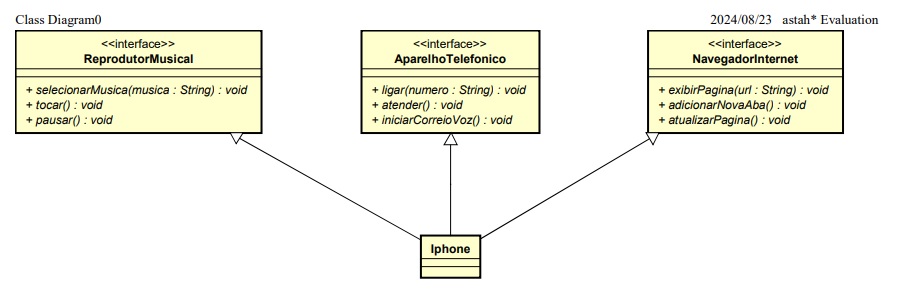 Class Diagram0
2024/08/23 astah* Evaluation
<<interface>>
ReprodutorMusical
+ selecionarMusica(musica : String) : void
+ tocar() : void
+ pausar() : void
<<interface>>
AparelhoTelefonico
+ ligar(numero : String) : void
+ atender() : void
+ iniciarCorreioVoz() : void
<<interface>>
NavegadorInternet
+ exibirPagina(url : String) : void
+ adicionarNovaAba() : void
+ atualizarPagina() : void
Iphone